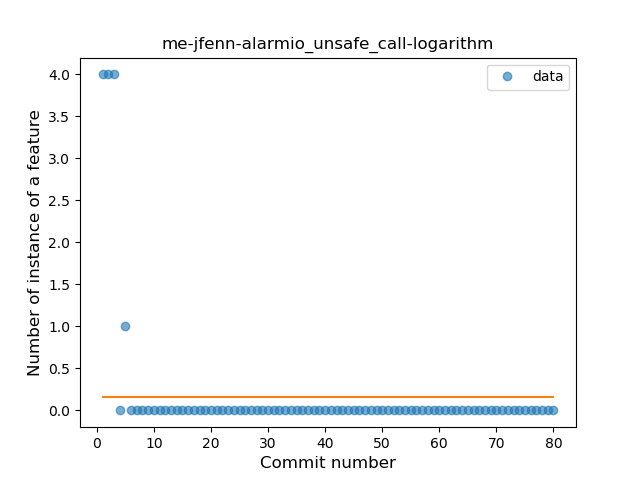 me-jfenn-alarmio_unsafe_call-logarithm
data
Number of instance of a feature
4.0
3.5
3.0
2.5
2.0
1.5
1.0
0.5
0.0
0 10 20 30 40 50 60 70 80
Commit number